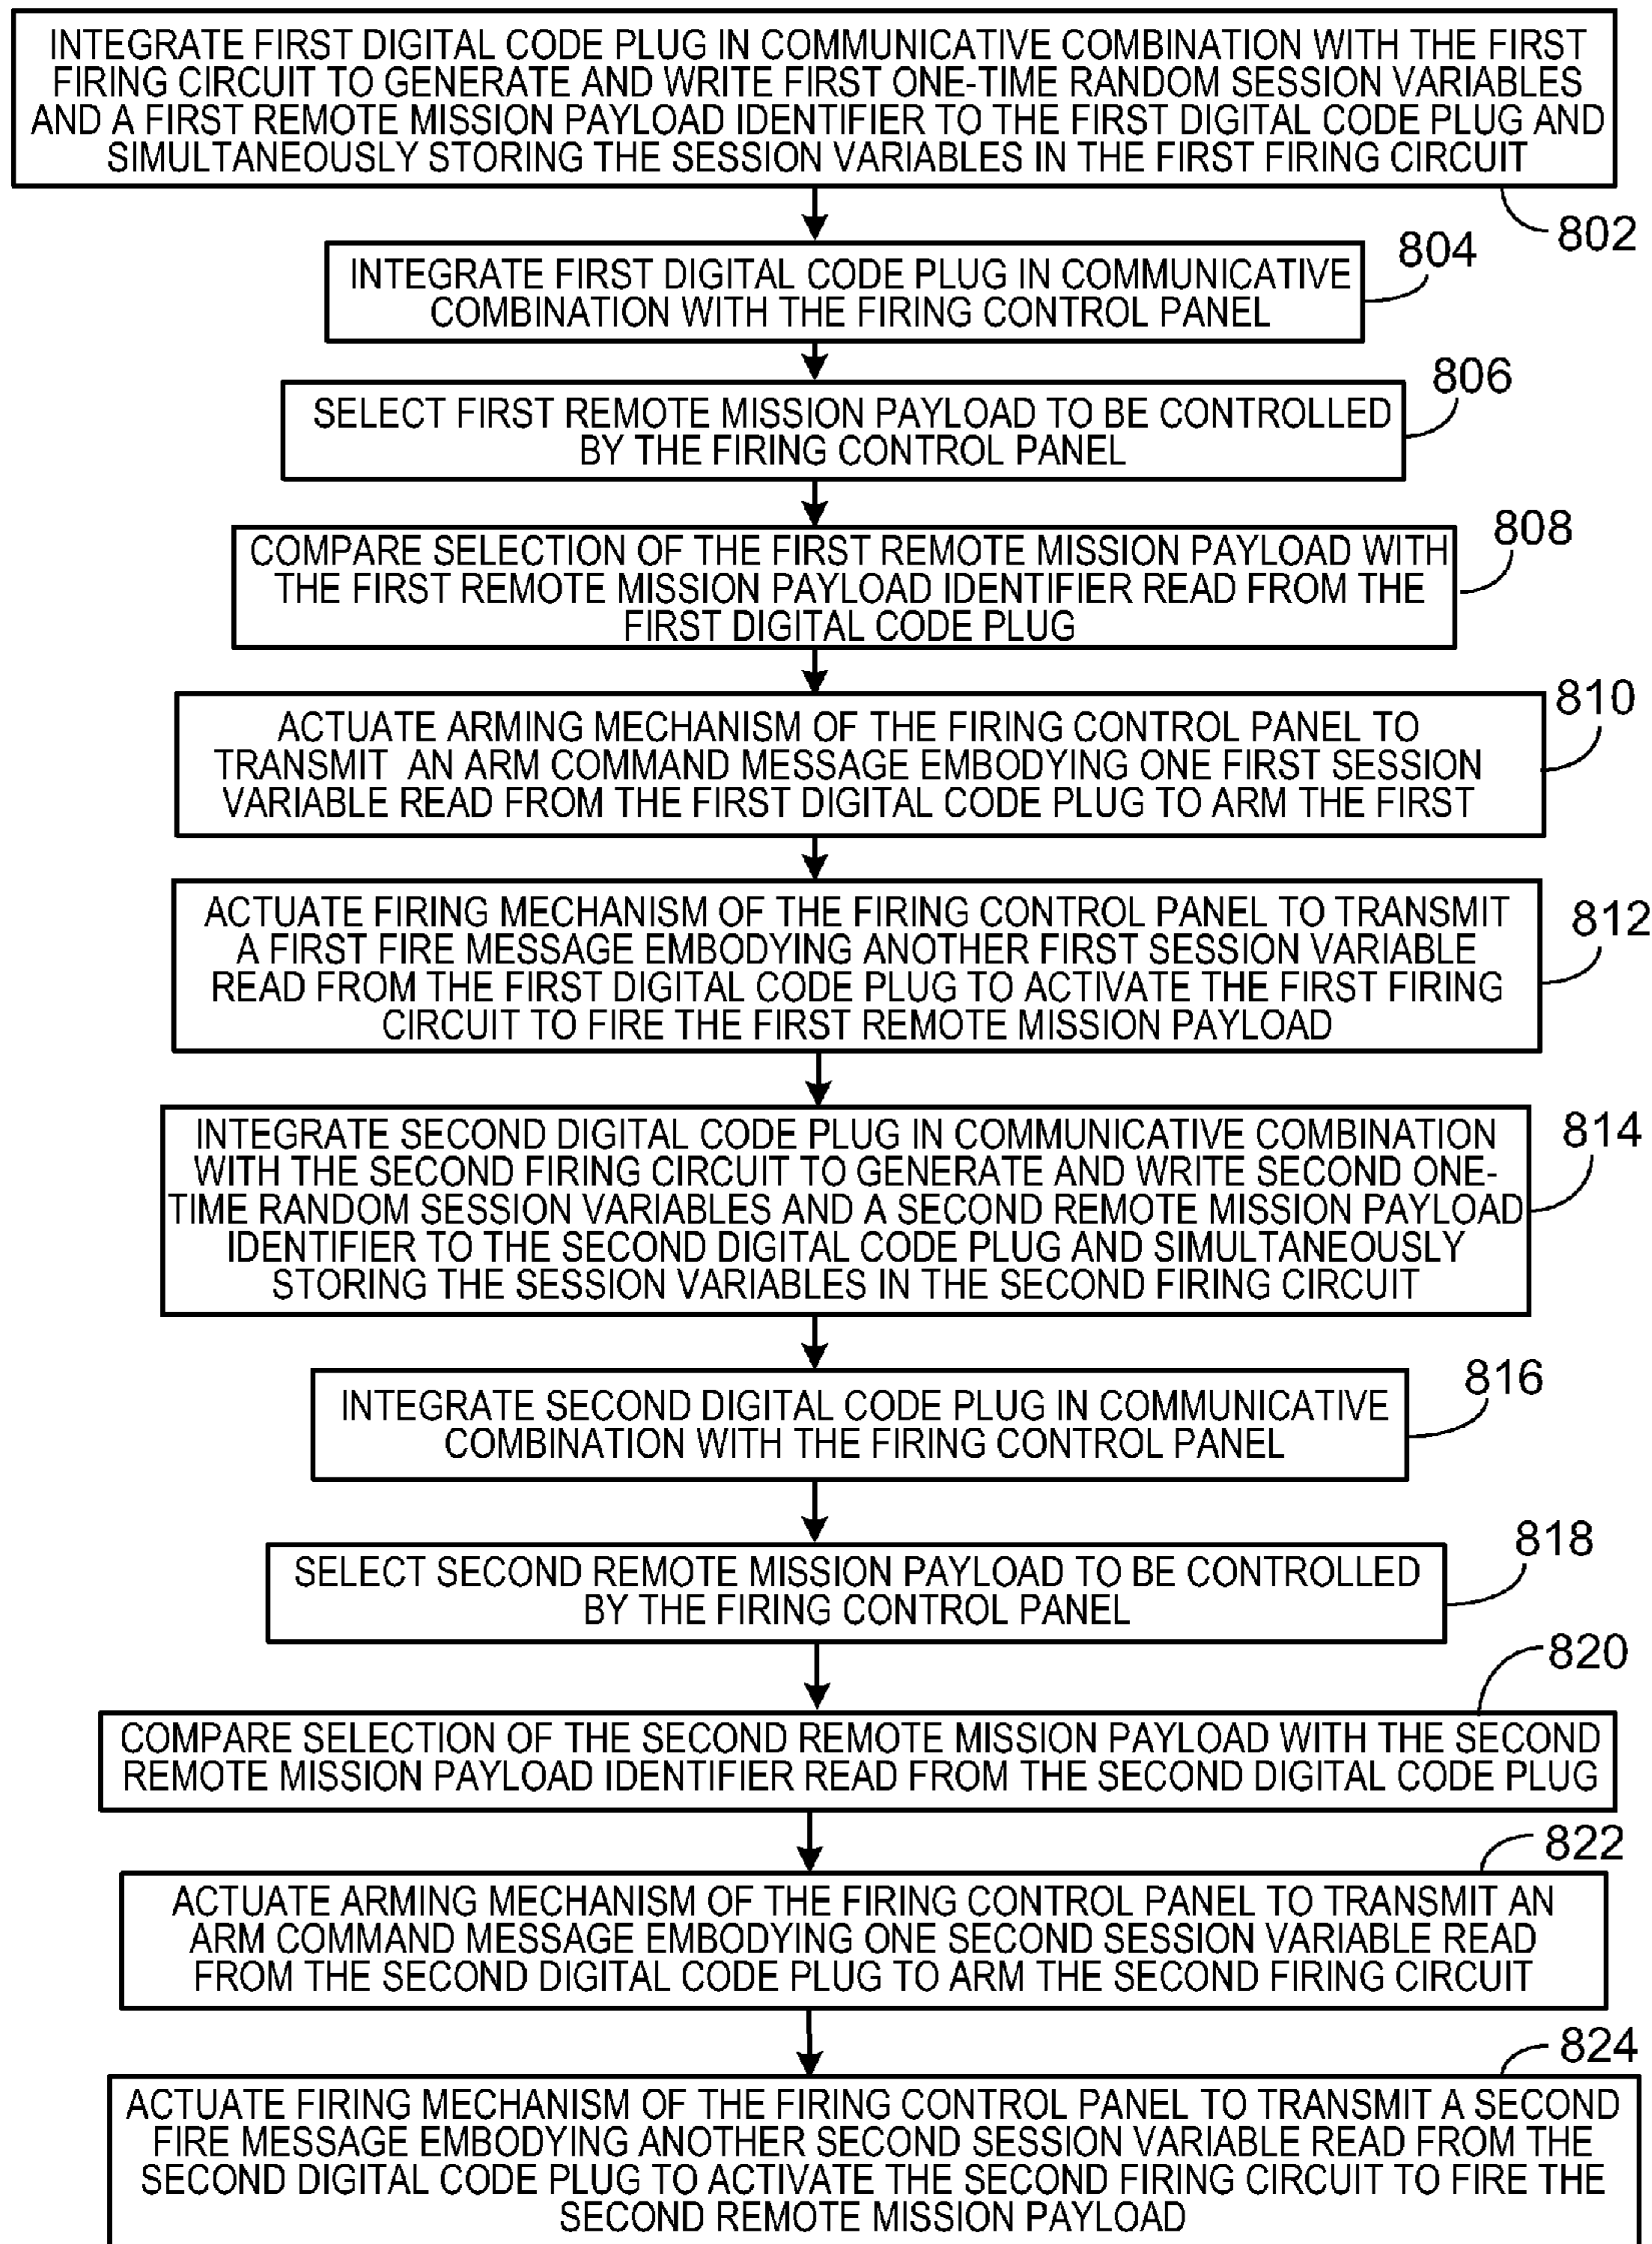 INTEGRATE FIRST DIGITAL CODE PLUG IN COMMUNICATIVE COMBINATION WITH THE FIRST
FIRING CIRCUIT TO GENERATE AND WRITE FIRST ONE-TIME RANDOM SESSION VARIABLES
AND A FIRST REMOTE MISSION PAYLOAD IDENTIFIER TO THE FIRST DIGITAL CODE PLUG AND
SIMULTANEOUSLY STORING THE SESSION VARIABLES IN THE FIRST FIRING CIRCUIT
802
804
INTEGRATE FIRST DIGITAL CODE PLUG IN COMMUNICATIVE
COMBINATION WITH THE FIRING CONTROL PANEL
806
SELECT FIRST REMOTE MISSION PAYLOAD TO BE CONTROLLED
BY THE FIRING CONTROL PANEL
808
COMPARE SELECTION OF THE FIRST REMOTE MISSION PAYLOAD WITH
THE FIRST REMOTE MISSION PAYLOAD IDENTIFIER READ FROM THE
FIRST DIGITAL CODE PLUG
810
ACTUATE ARMING MECHANISM OF THE FIRING CONTROL PANEL TO
TRANSMIT AN ARM COMMAND MESSAGE EMBODYING ONE FIRST SESSION
VARIABLE READ FROM THE FIRST DIGITAL CODE PLUG TO ARM THE FIRST
812
ACTUATE FIRING MECHANISM OF THE FIRING CONTROL PANEL TO TRANSMIT
A FIRST FIRE MESSAGE EMBODYING ANOTHER FIRST SESSION VARIABLE
READ FROM THE FIRST DIGITAL CODE PLUG TO ACTIVATE THE FIRST FIRING
CIRCUIT TO FIRE THE FIRST REMOTE MISSION PAYLOAD
814
INTEGRATE SECOND DIGITAL CODE PLUG IN COMMUNICATIVE COMBINATION
WITH THE SECOND FIRING CIRCUIT TO GENERATE AND WRITE SECOND ONE-
TIME RANDOM SESSION VARIABLES AND A SECOND REMOTE MISSION PAYLOAD
IDENTIFIER TO THE SECOND DIGITAL CODE PLUG AND SIMULTANEOUSLY
STORING THE SESSION VARIABLES IN THE SECOND FIRING CIRCUIT
816
INTEGRATE SECOND DIGITAL CODE PLUG IN COMMUNICATIVE
COMBINATION WITH THE FIRING CONTROL PANEL
818
SELECT SECOND REMOTE MISSION PAYLOAD TO BE CONTROLLED
BY THE FIRING CONTROL PANEL
820
COMPARE SELECTION OF THE SECOND REMOTE MISSION PAYLOAD WITH THE SECOND
REMOTE MISSION PAYLOAD IDENTIFIER READ FROM THE SECOND DIGITAL CODE PLUG
822
ACTUATE ARMING MECHANISM OF THE FIRING CONTROL PANEL TO TRANSMIT AN
ARM COMMAND MESSAGE EMBODYING ONE SECOND SESSION VARIABLE READ
FROM THE SECOND DIGITAL CODE PLUG TO ARM THE SECOND FIRING CIRCUIT
824
ACTUATE FIRING MECHANISM OF THE FIRING CONTROL PANEL TO TRANSMIT A SECOND
FIRE MESSAGE EMBODYING ANOTHER SECOND SESSION VARIABLE READ FROM THE
SECOND DIGITAL CODE PLUG TO ACTIVATE THE SECOND FIRING CIRCUIT TO FIRE THE
SECOND REMOTE MISSION PAYLOAD